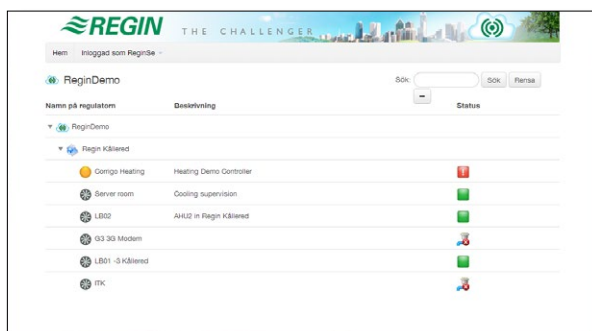 REGIN THE CHALLENGER
Hem Inloggad som ReginSe
ReginDemo Sök: Sök Rensa
Namn på regulatorn Beskrivning Status
ReginDemo
Regin Kållered
Corrigo Heating Heating Demo Controller
Server room Cooling supervision
LB02 AHU2 in Regin Kållered
G3 3G Modem
LB01 -3 Kållered
ITK